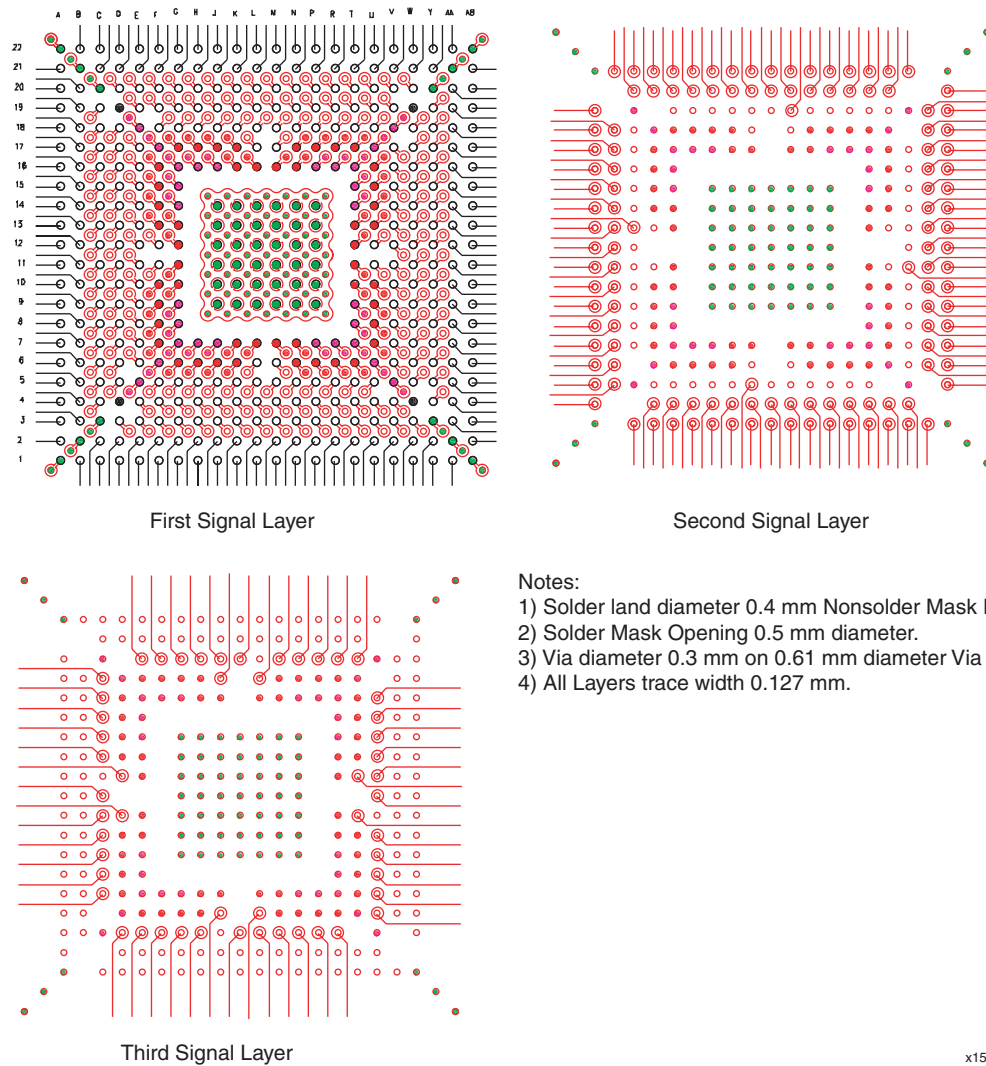 A B C D E F G H J K L M N P R T U V W Y AA AB
22
21
20
19
18
17
16
15
14
13
12
11
10
9
8
7
6
5
4
3
2
1
First Signal Layer
Second Signal Layer
Notes:
1) Solder land diameter 0.4 mm Nonsolder Mask
2) Solder Mask Opening 0.5 mm diameter.
3) Via diameter 0.3 mm on 0.61 mm diameter Via
4) All Layers trace width 0.127 mm.
Third Signal Layer
x15